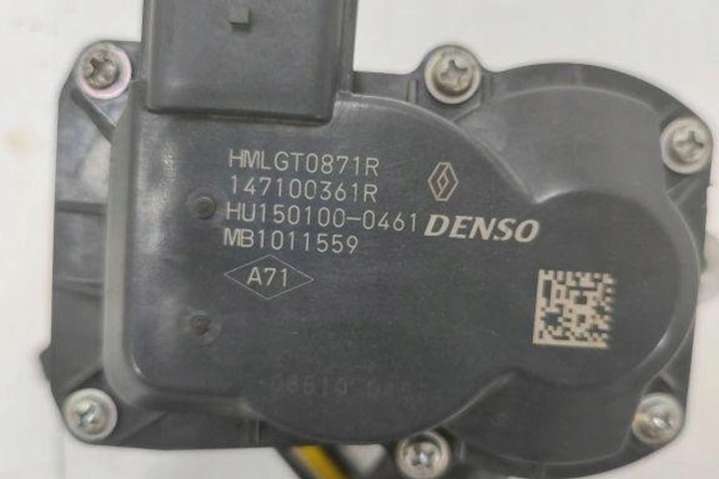 HMLGT0871R
147100361R
HU150100-0461
DENSO
MB1011559
A71